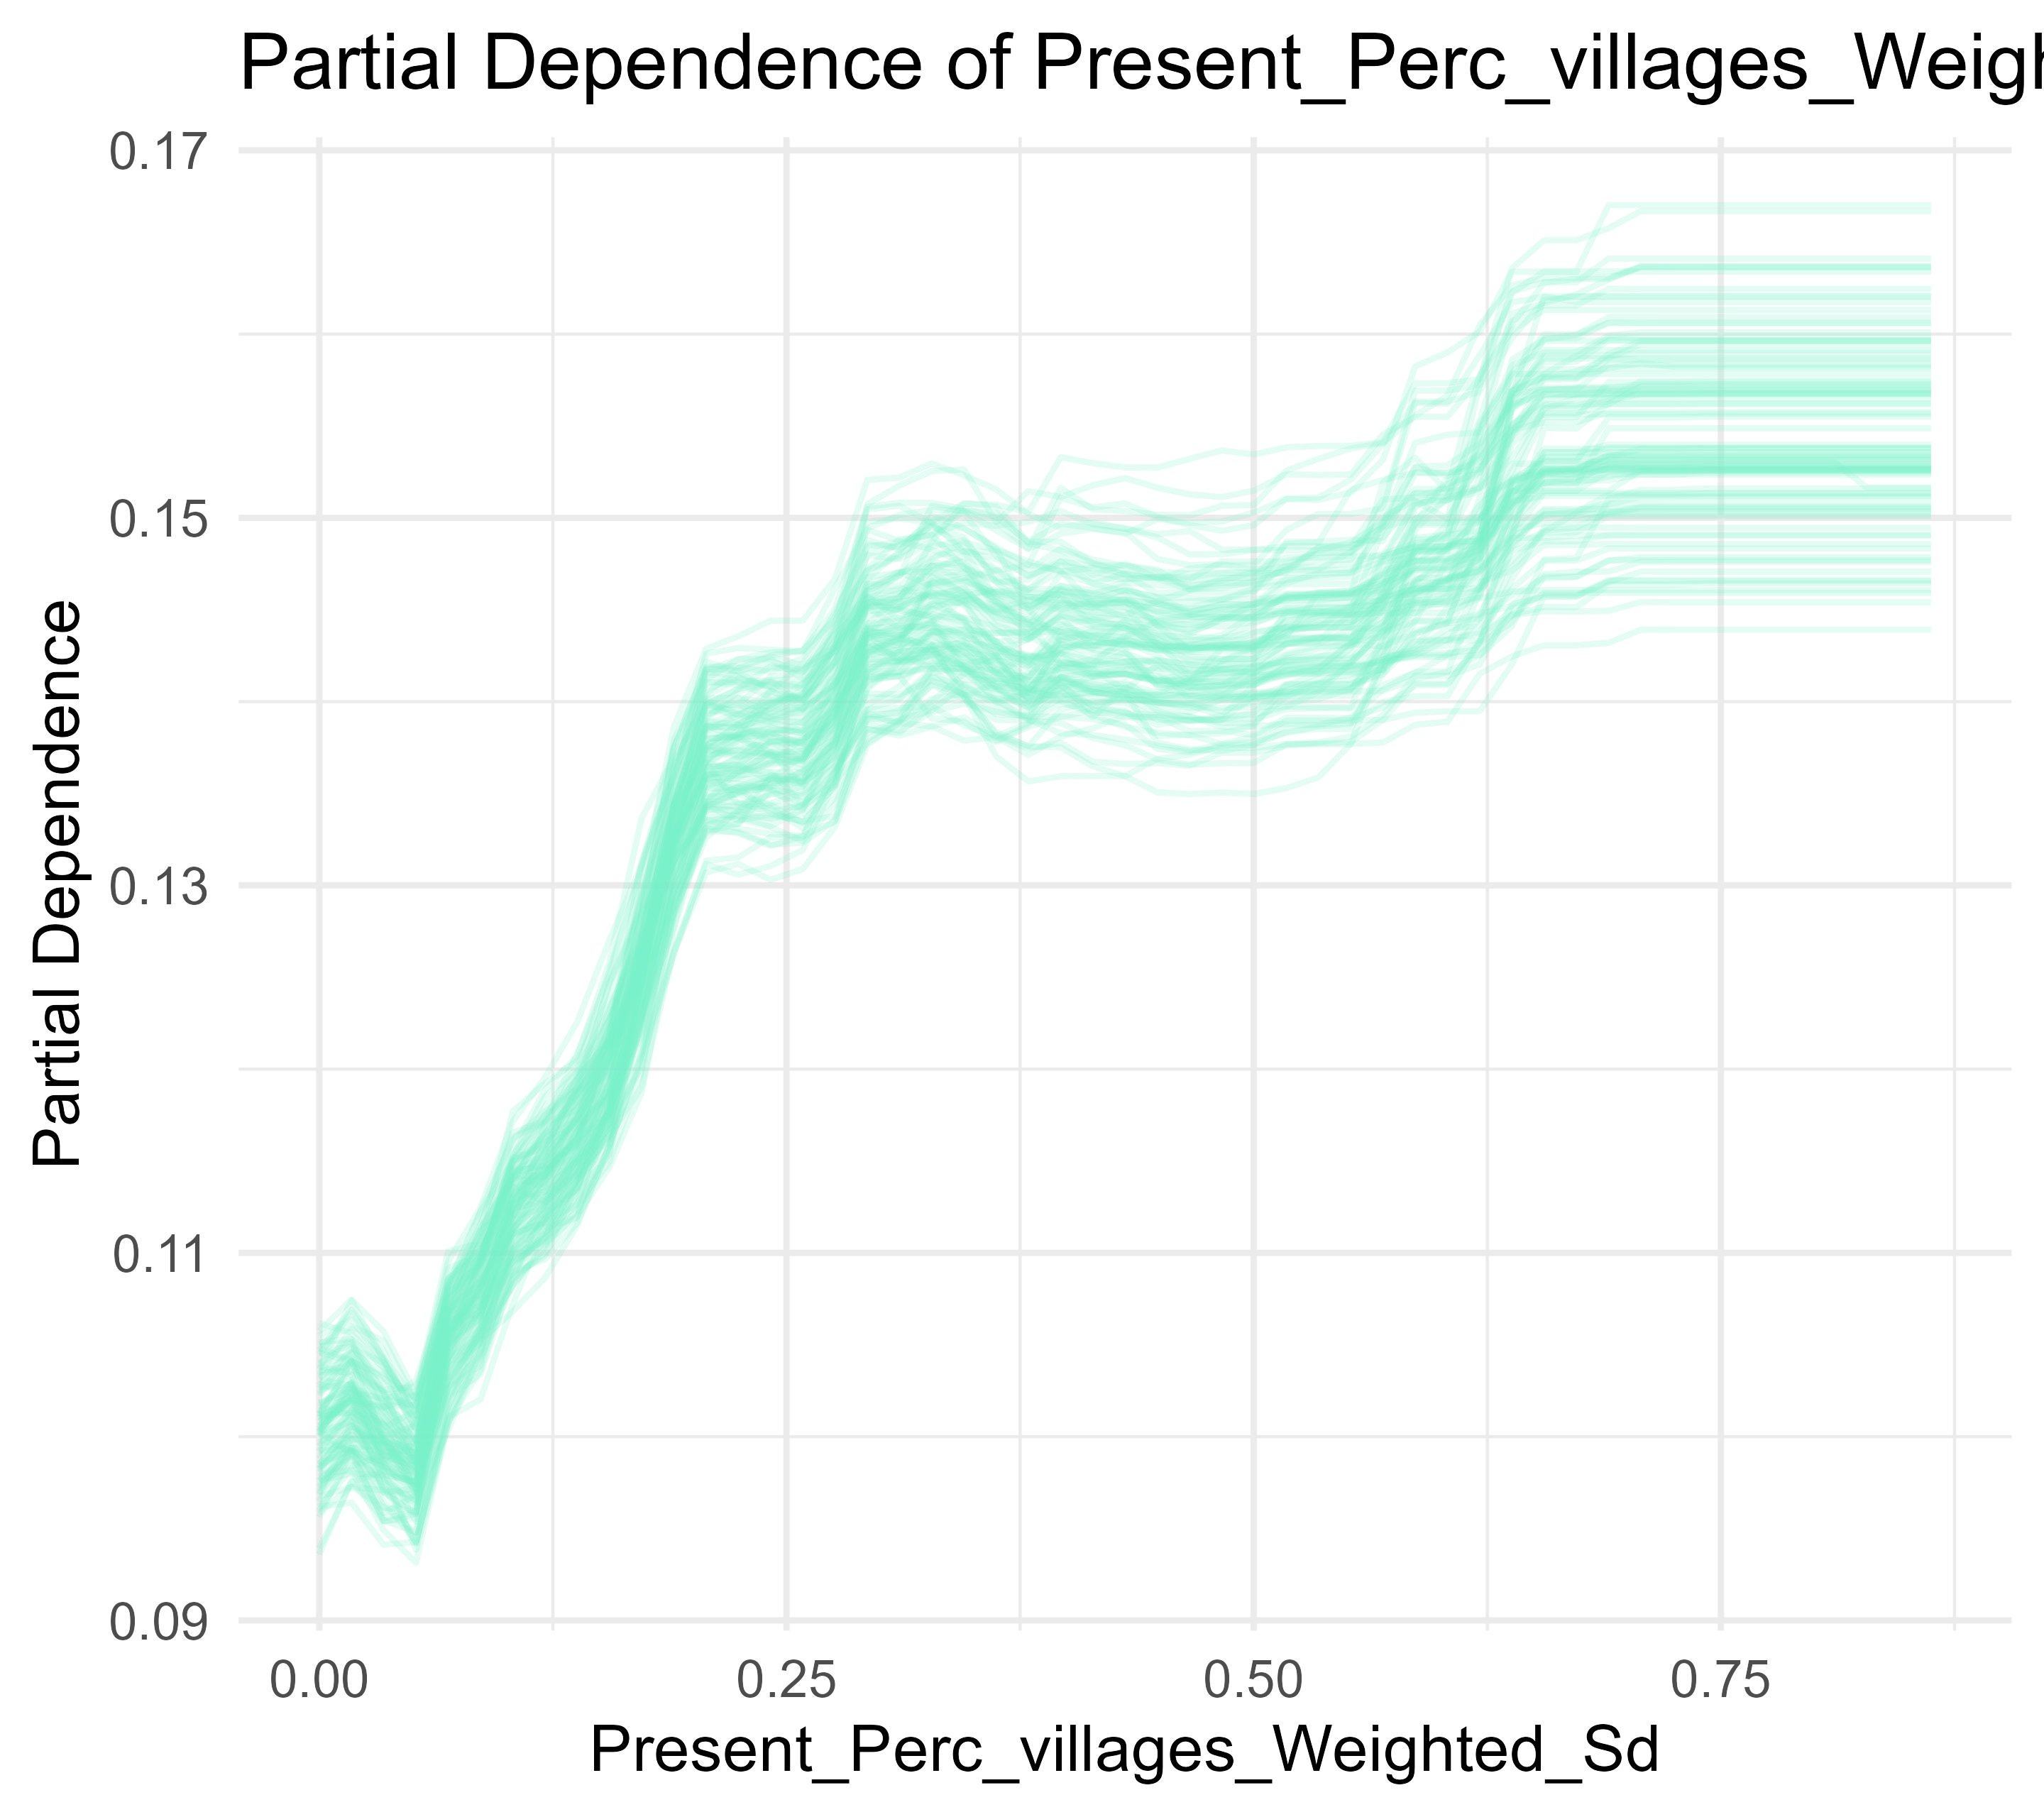 Partial Dependence of Present_Perc_villages_Weigh
0.17
0.15
0.13
0.11
0.09
Partial Dependence
0.00 0.25 0.50 0.75
Present_Perc_villages_Weighted_Sd